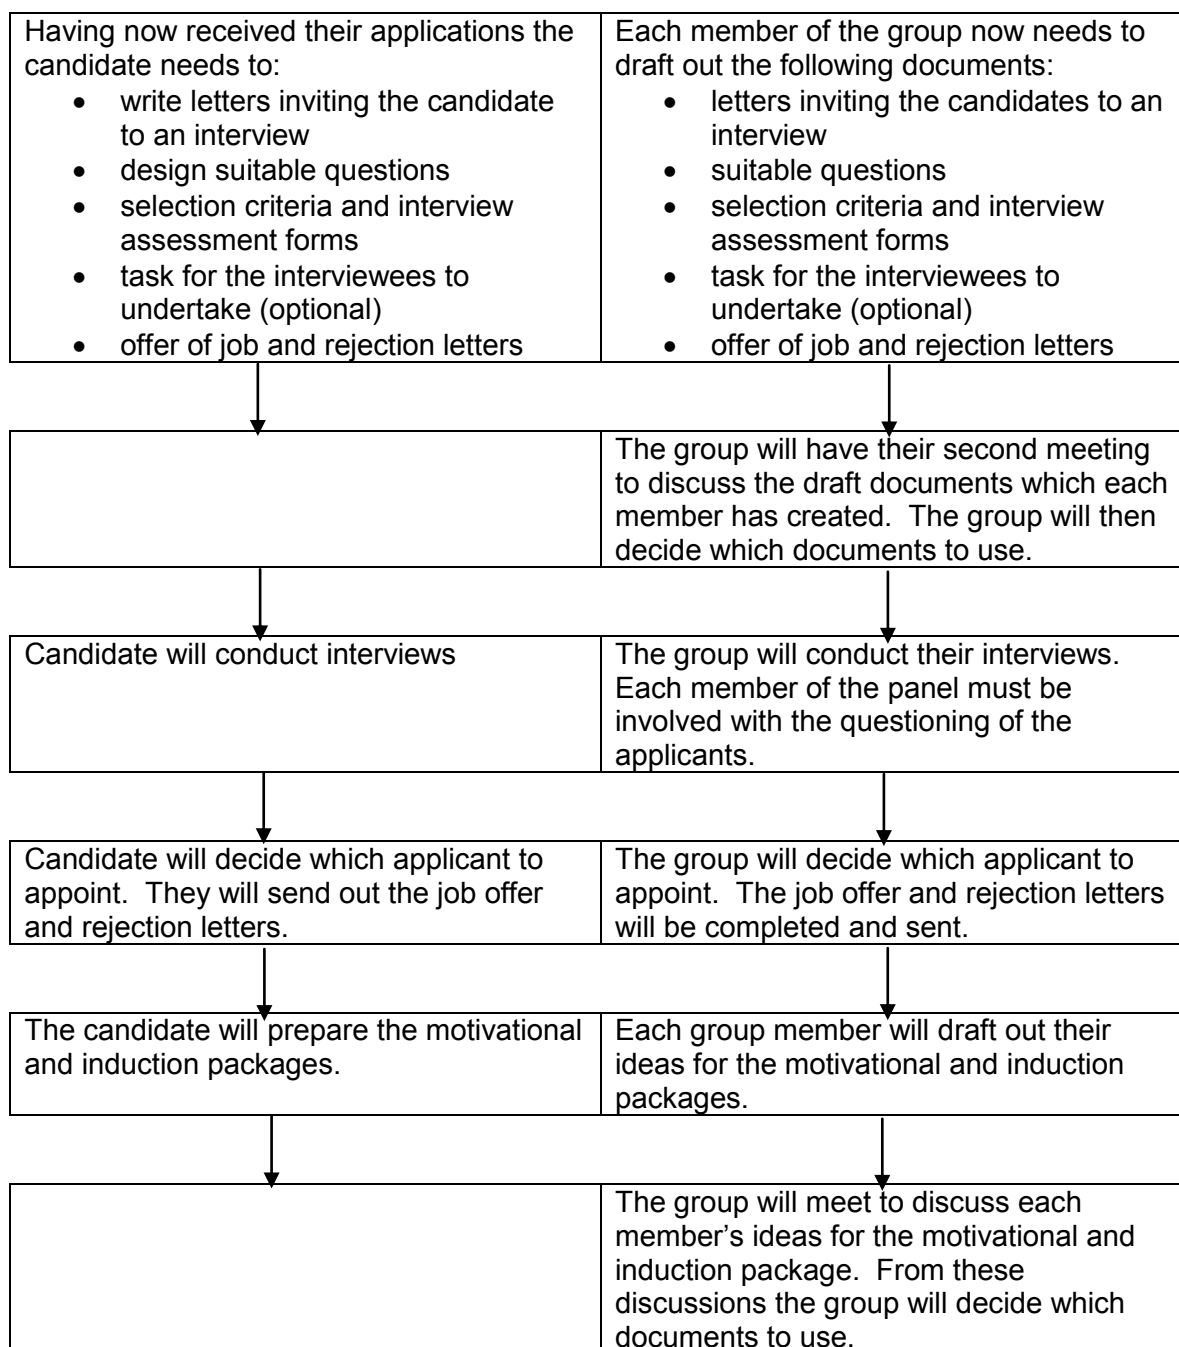 Having now received their applications the
candidate needs to:
• write letters inviting the candidate
to an interview
• design suitable questions
• selection criteria and interview
assessment forms
• task for the interviewees to
undertake (optional)
• offer of job and rejection letters
Each member of the group now needs to
draft out the following documents:
• letters inviting the candidates to an
interview
• suitable questions
• selection criteria and interview
assessment forms
• task for the interviewees to
undertake (optional)
• offer of job and rejection letters
The group will have their second meeting
to discuss the draft documents which each
member has created.  The group will then
decide which documents to use.
Candidate will conduct interviews
The group will conduct their interviews.
Each member of the panel must be
involved with the questioning of the
applicants.
Candidate will decide which applicant to
appoint.  They will send out the job offer
and rejection letters.
The group will decide which applicant to
appoint.  The job offer and rejection letters
will be completed and sent.
The candidate will prepare the motivational
and induction packages.
Each group member will draft out their
ideas for the motivational and induction
packages.
The group will meet to discuss each
member’s ideas for the motivational and
induction package.  From these
discussions the group will decide which
documents to use.